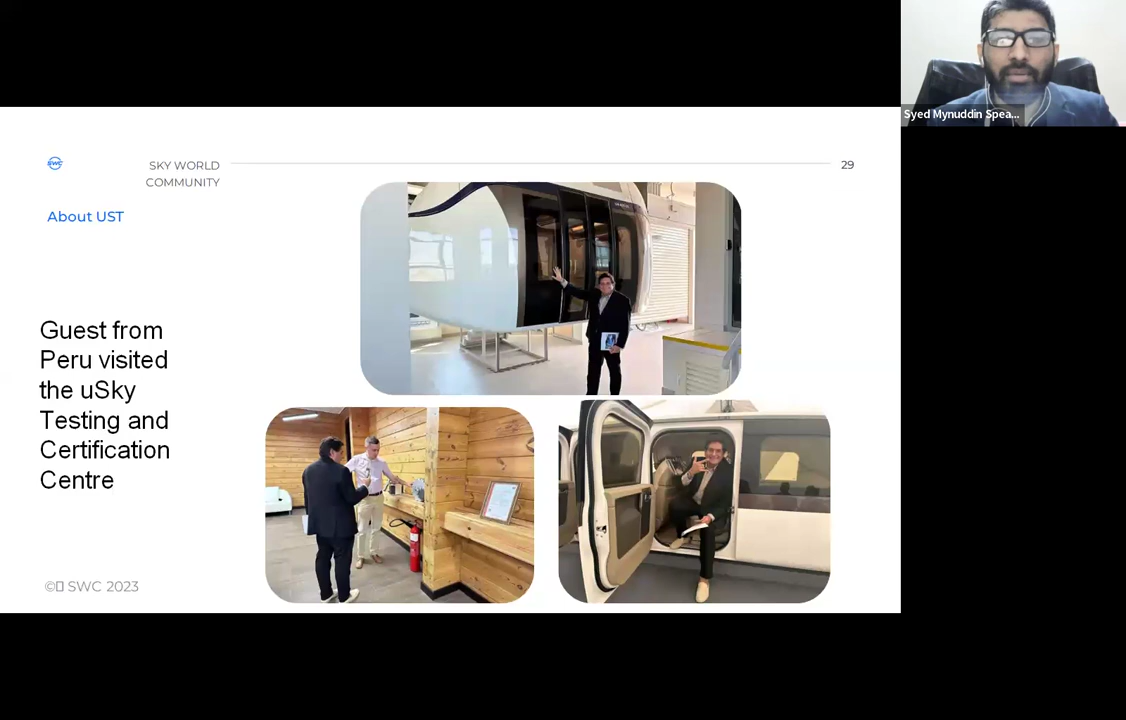 Syed Mynuddin Spea...
SWC
SKY WORLD
COMMUNITY
29
About UST
Guest from
Peru visited
the uSky
Testing and
Certification
Centre
© SWC 2023